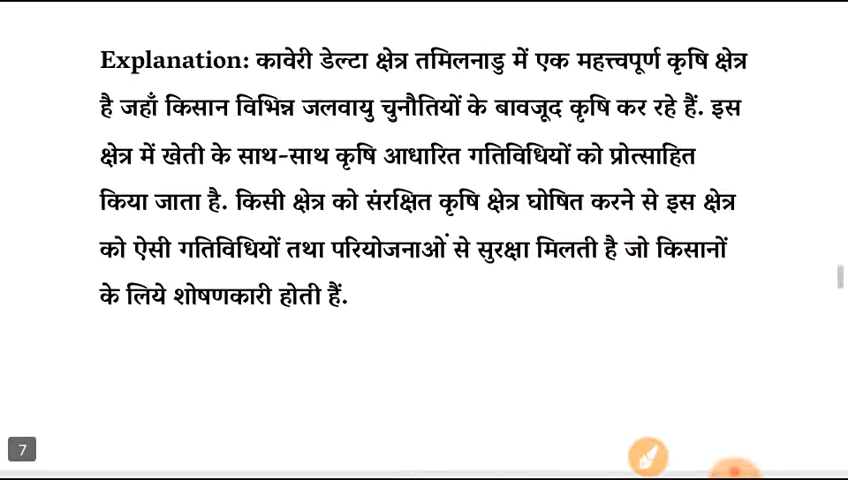 Explanation: कावेरी डेल्टा क्षेत्र तमिलनाडु में एक महत्त्वपूर्ण कृषि क्षेत्र
है जहाँ किसान विभिन्न जलवायु चुनौतियों के बावजूद कृषि कर रहे हैं. इस
क्षेत्र में खेती के साथ-साथ कृषि आधारित गतिविधियों को प्रोत्साहित
किया जाता है. किसी क्षेत्र को संरक्षित कृषि क्षेत्र घोषित करने से इस क्षेत्र
को ऐसी गतिविधियों तथा परियोजनाओं से सुरक्षा मिलती है जो किसानों
के लिये शोषणकारी होती हैं.
7